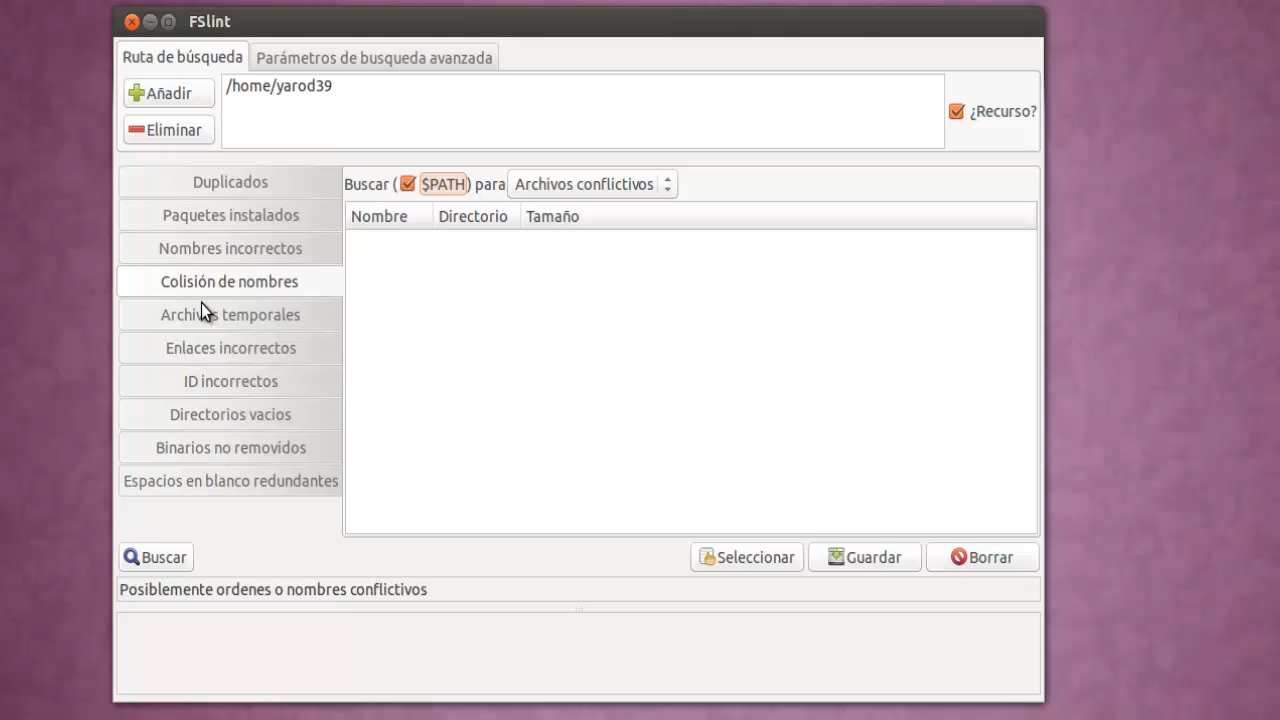 FSlint
Ruta de búsqueda
Parámetros de busqueda avanzada
Añadir
/home/yarod39
¿Recurso?
Eliminar
Duplicados
Buscar ( $PATH) para Archivos conflictivos
Paquetes instalados
Nombre Directorio Tamaño
Nombres incorrectos
Colisión de nombres
Archivos temporales
Enlaces incorrectos
ID incorrectos
Directorios vacios
Binarios no removidos
Espacios en blanco redundantes
Buscar
Seleccionar
Guardar
Borrar
Posiblemente ordenes o nombres conflictivos